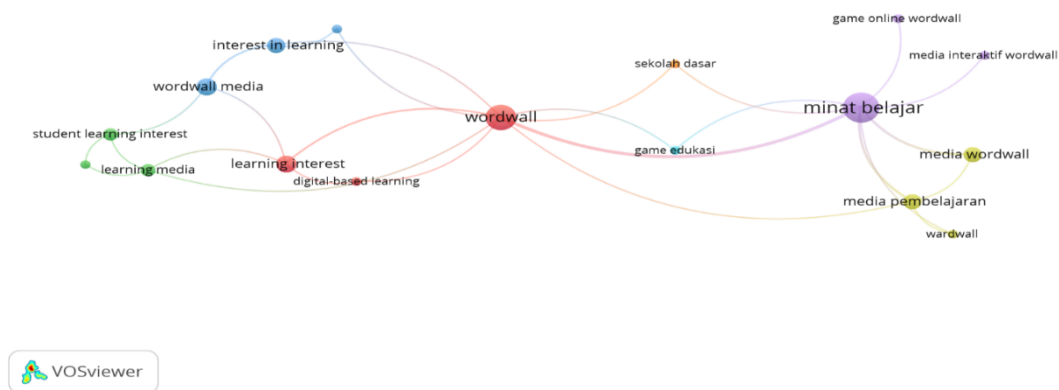 game online wordwall
interest in learning
media interaktif wordwall
sekolah dasar
wordwall media
minat belajar
wordwall
student learning interest
game edukasi
media wordwall
learning interest
learning media
digital-based learning
media pembelajaran
wardwall
VOSviewer